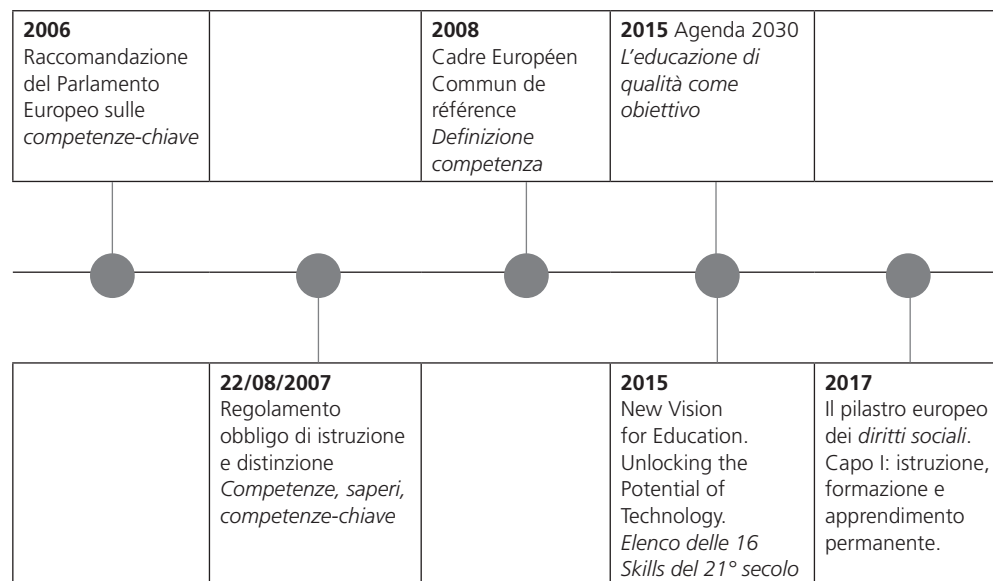 2006
Raccomandazione
del Parlamento
Europeo sulle
competenze-chiave
2008
Cadre Européen
Commun de
référence
Definizione
competenza
2015 Agenda 2030
L’educazione di
qualità come
obiettivo
22/08/2007
Regolamento
obbligo di istruzione
e distinzione
Competenze, saperi,
competenze-chiave
2015
New Vision
for Education.
Unlocking the
Potential of
Technology.
Elenco delle 16
Skills del 21° secolo
2017
Il pilastro europeo
dei diritti sociali.
Capo I: istruzione,
formazione e
apprendimento
permanente.